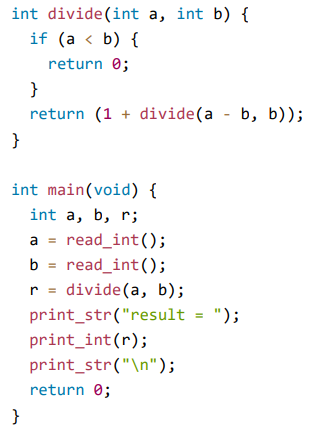 int divide(int a, int b) {
  if (a < b) {
    return 0;
  }
  return (1 + divide(a - b, b));
}

int main(void) {
  int a, b, r;
  a = read_int();
  b = read_int();
  r = divide(a, b);
  print_str("result = ");
  print_int(r);
  print_str("\n");
  return 0;
}